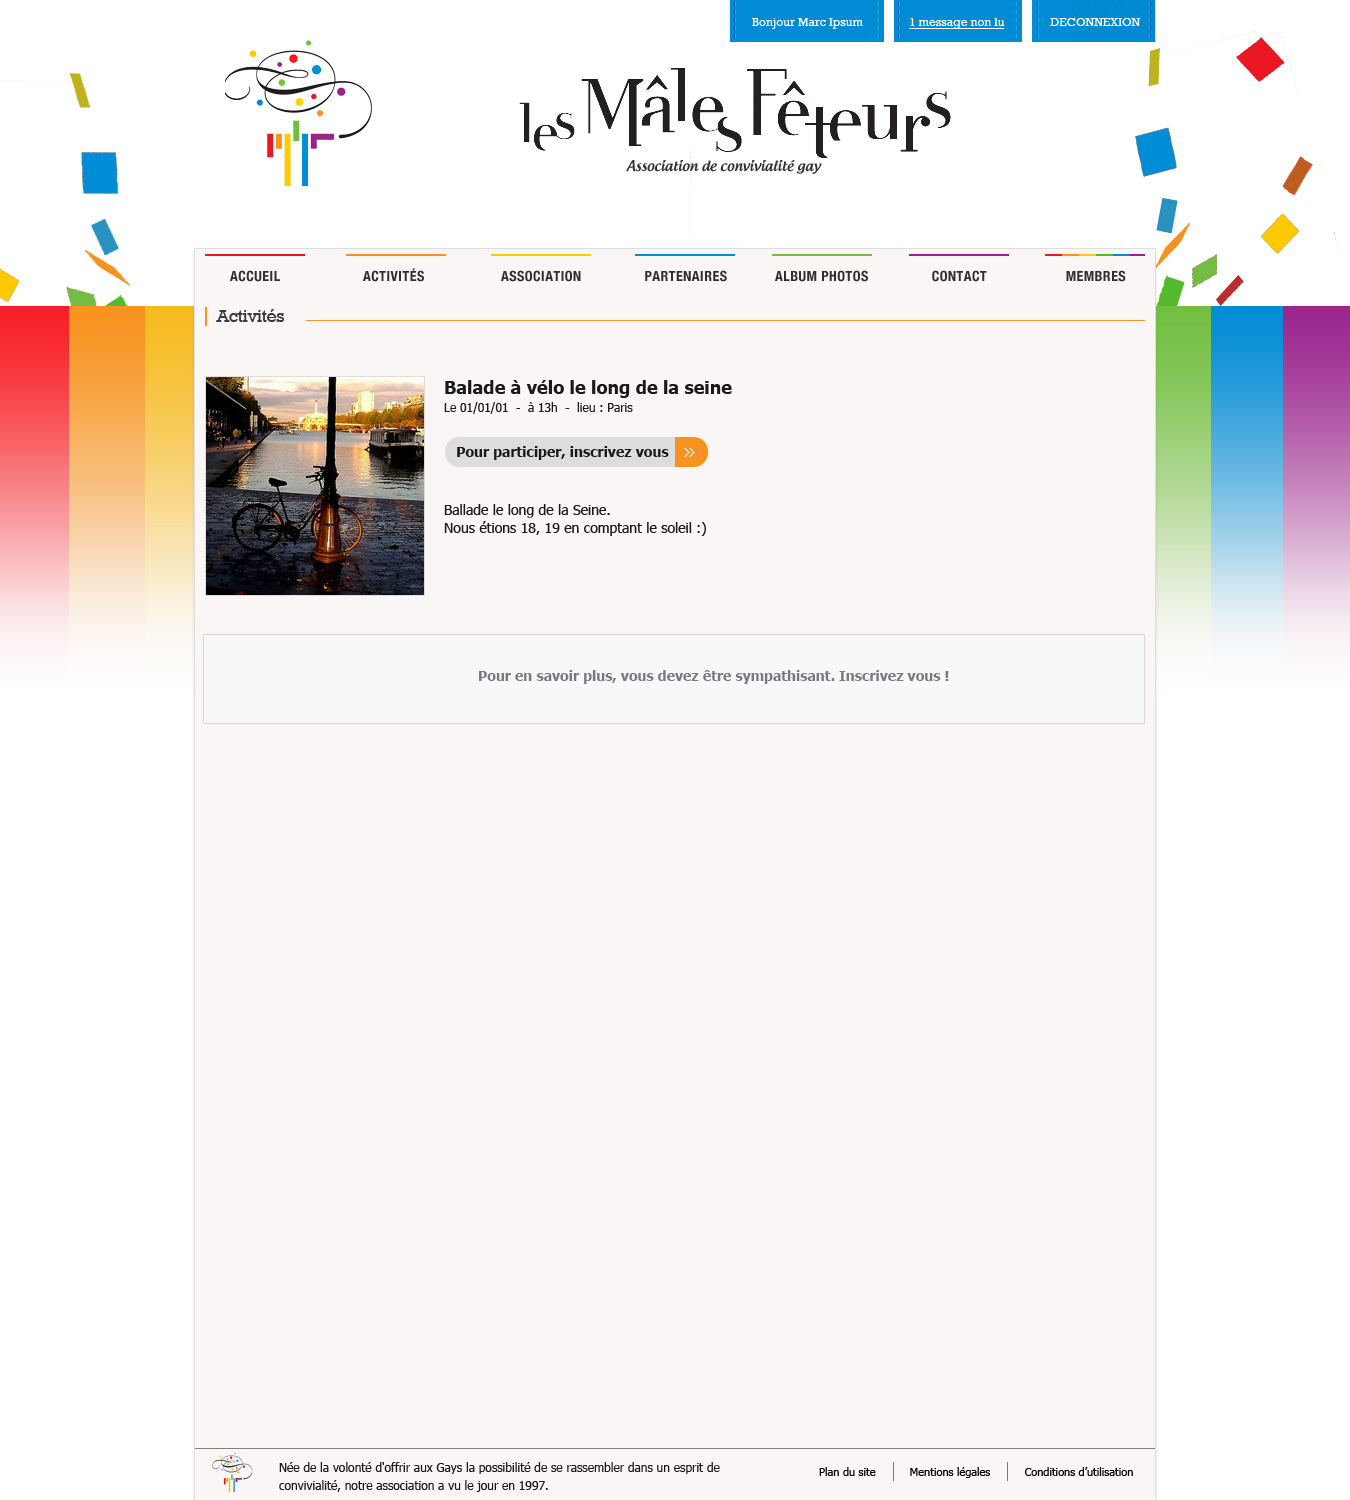 Bonjour Marc Ipsum
1 message non lu
DECONNEXION
les Mâles Fêteurs
Association de convivialité gay
ACCUEIL
ACTIVITÉS
ASSOCIATION
PARTENAIRES
ALBUM PHOTOS
CONTACT
MEMBRES
Activités
Balade à vélo le long de la seine
Le 01/01/01 - à 13h - lieu : Paris
Pour participer, inscrivez vous
Ballade le long de la Seine.
Nous étions 18, 19 en comptant le soleil :)
Pour en savoir plus, vous devez être sympathisant. Inscrivez vous !
Née de la volonté d'offrir aux Gays la possibilité de se rassembler dans un esprit de
convivialité, notre association a vu le jour en 1997.
Plan du site
Mentions légales
Conditions d’utilisation